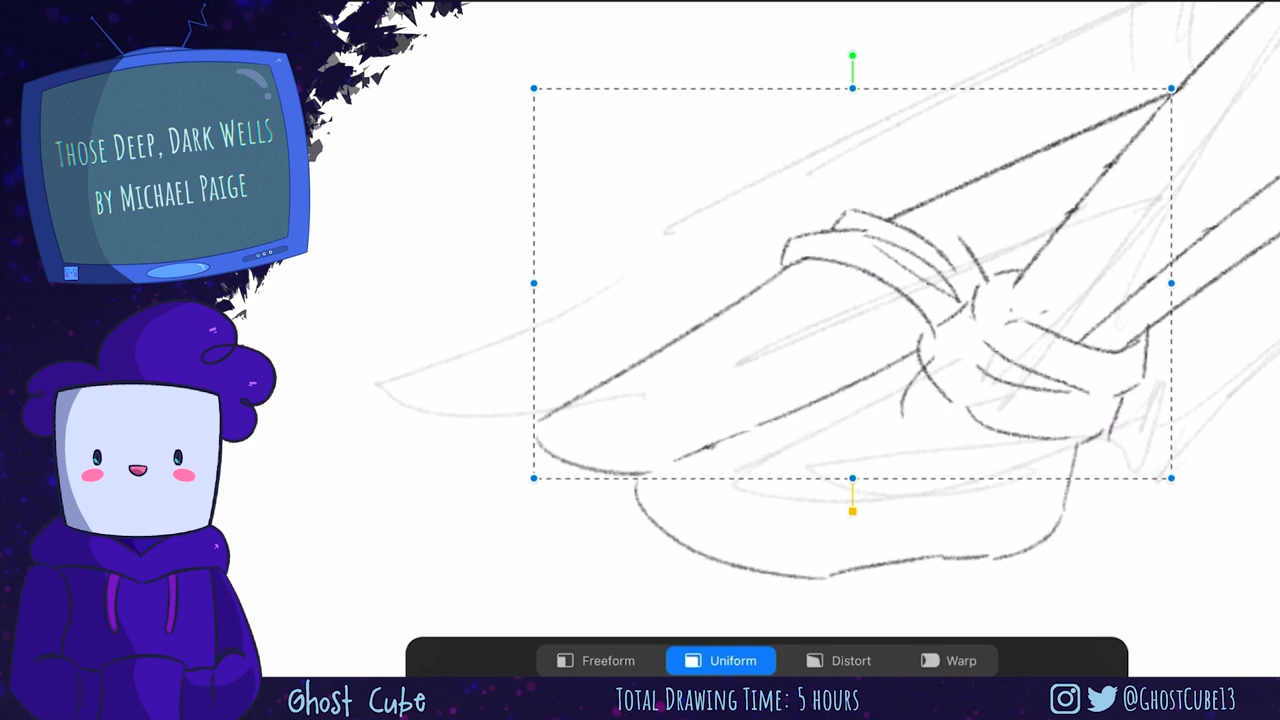 Those Deep, Dark Wells
by Michael Paige
Freeform
Uniform
Distort
Warp
Ghost Cube
Total Drawing Time: 5 hours
@GhostCube13